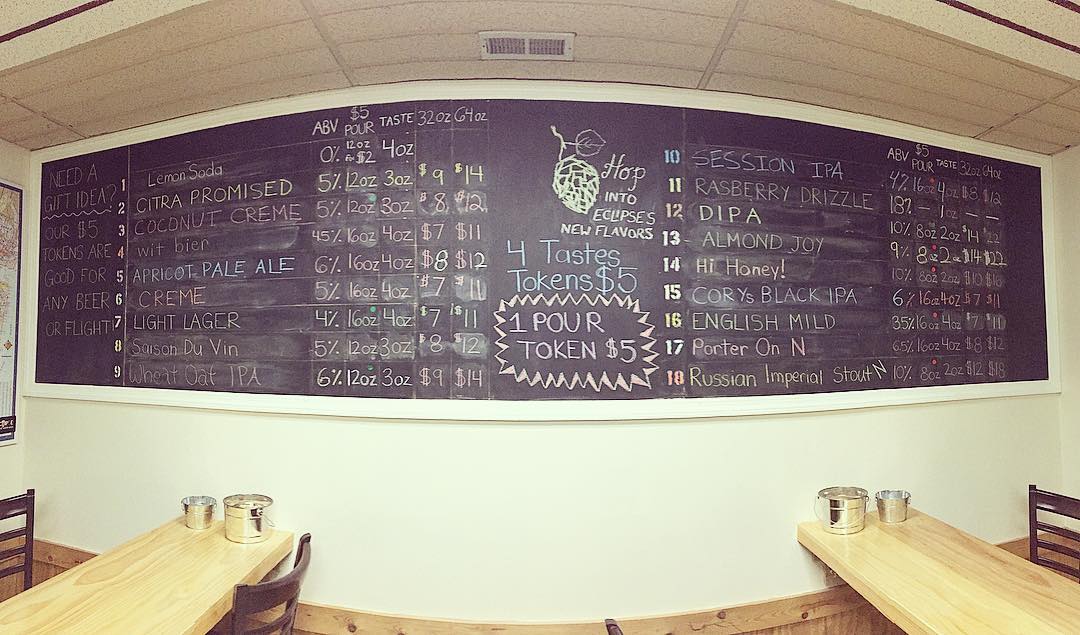 NEED A
GIFT IDEA?
OUR $5
TOKENS ARE
GOOD FOR
ANY BEER
OR FLIGHT!
ABV $5 POUR TASTE 32oz 64oz
1 Lemon Soda 0% 12oz for $2 4oz
2 CITRA PROMISED 5% 12oz 3oz $9 $14
3 COCONUT CREME 5% 12oz 3oz $8 $12
4 wit bier 4.5% 16oz 4oz $7 $11
5 APRICOT PALE ALE 6% 16oz 4oz $8 $12
6 CREME 5% 16oz 4oz $7 $11
7 LIGHT LAGER 4% 16oz 4oz $7 $11
8 Saison Du Vin 5% 12oz 3oz $8 $12
9 Wheat Oat IPA 6% 12oz 3oz $9 $14
Hop
INTO
ECLIPSES
NEW FLAVORS
4 Tastes
Tokens $5
1 POUR
TOKEN $5
ABV $5 POUR TASTE 32oz 64oz
10 SESSION IPA 4% 16oz 4oz $8 $12
11 RASBERRY DRIZZLE 18% — 1oz — —
12 DIPA 10% 8oz 2oz $14 $22
13 ALMOND JOY 9% 8oz 2oz $14 $22
14 Hi Honey! 10% 8oz 2oz $10 $18
15 CORYs BLACK IPA 6% 16oz 4oz $7 $11
16 ENGLISH MILD 3.5% 16oz 4oz $7 $11
17 Porter On N 6.5% 16oz 4oz $8 $12
18 Russian Imperial Stout N 10% 8oz 2oz $12 $18